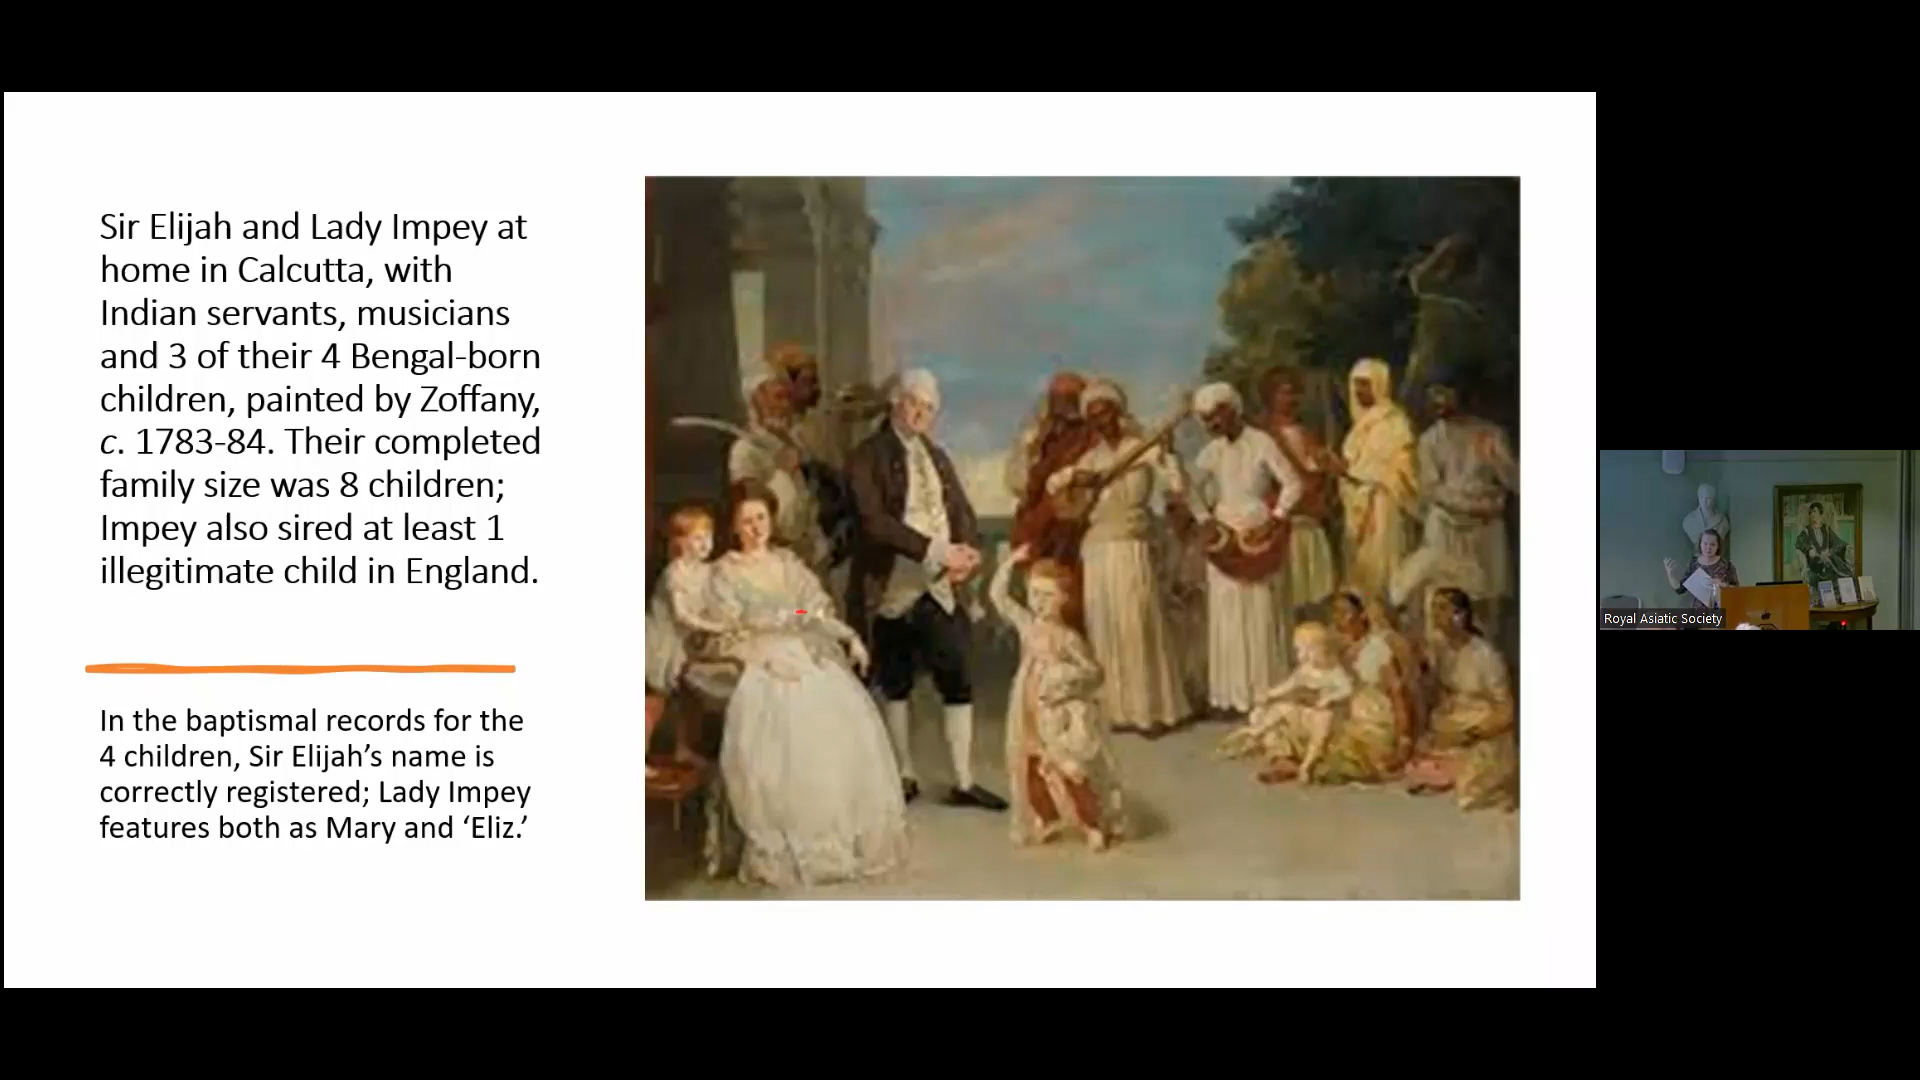 Sir Elijah and Lady Impey at
home in Calcutta, with
Indian servants, musicians
and 3 of their 4 Bengal-born
children, painted by Zoffany,
c. 1783-84. Their completed
family size was 8 children;
Impey also sired at least 1
illegitimate child in England.
In the baptismal records for the
4 children, Sir Elijah’s name is
correctly registered; Lady Impey
features both as Mary and ‘Eliz.’
Royal Asiatic Society